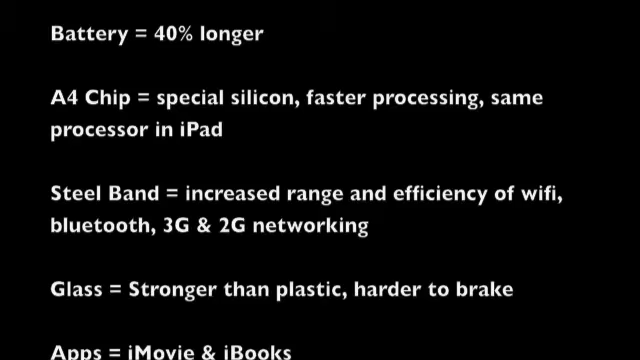 Battery = 40% longer
A4 Chip = special silicon, faster processing, same
processor in iPad
Steel Band = increased range and efficiency of wifi,
bluetooth, 3G & 2G networking
Glass = Stronger than plastic, harder to brake
Apps = iMovie & iBooks